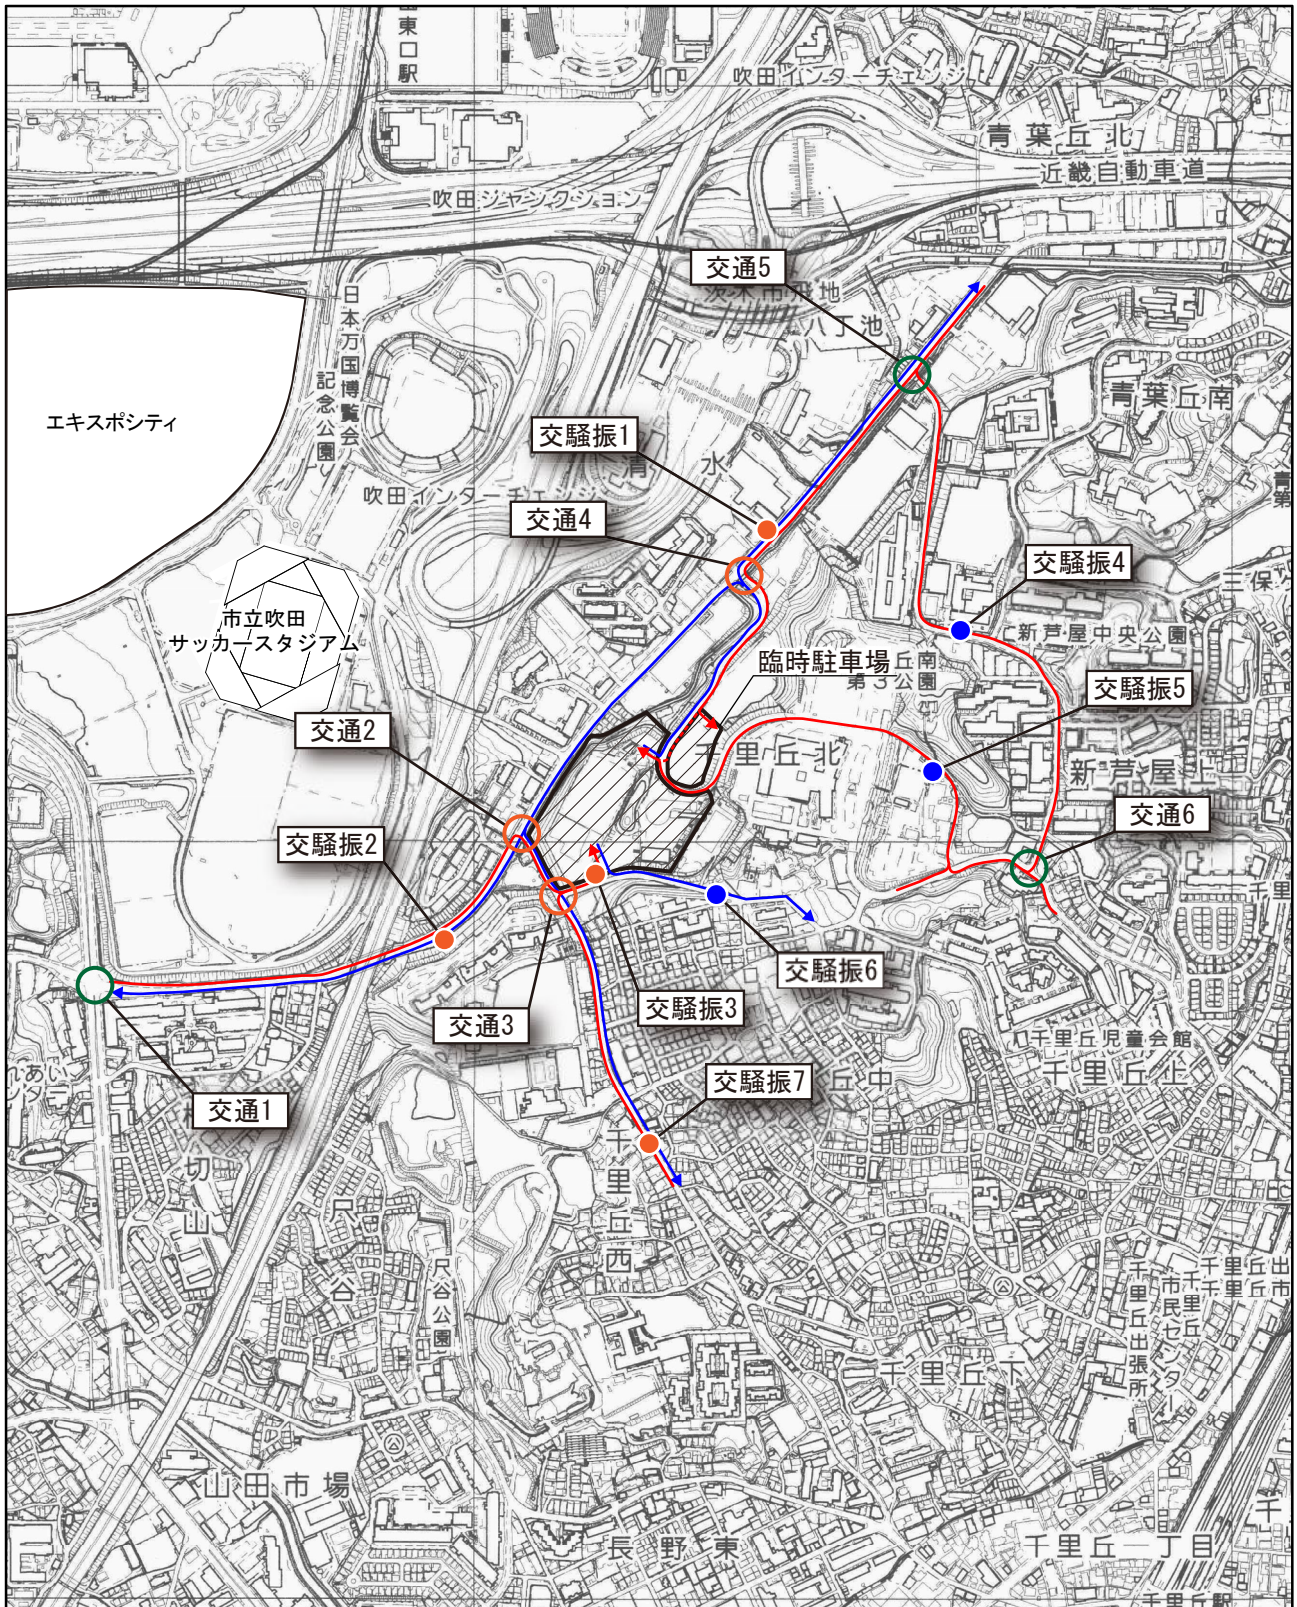 東口駅
吹田インターチェンジ
青葉丘北
近畿自動車道
吹田ジャンクション
交通5
茨木市飛地
八丁池
日本万国博覧会
記念公園
エキスポシティ
青葉丘南
交騒振1
清水
吹田インターチェンジ
交通4
交騒振4
市立吹田
サッカースタジアム
新芦屋中央公園
臨時駐車場
丘南
第3公園
交騒振5
交通2
千里丘北
新芦屋上
交通6
交騒振2
交騒振6
交騒振3
交通3
千里丘児童会館
千里丘上
交騒振7
丘中
交通1
切山
尺谷
尺谷公園
千里丘西
千里丘出張所
市民センター
千里丘
千里丘下
山田市場
長野東
千里丘一丁目
千里丘駅